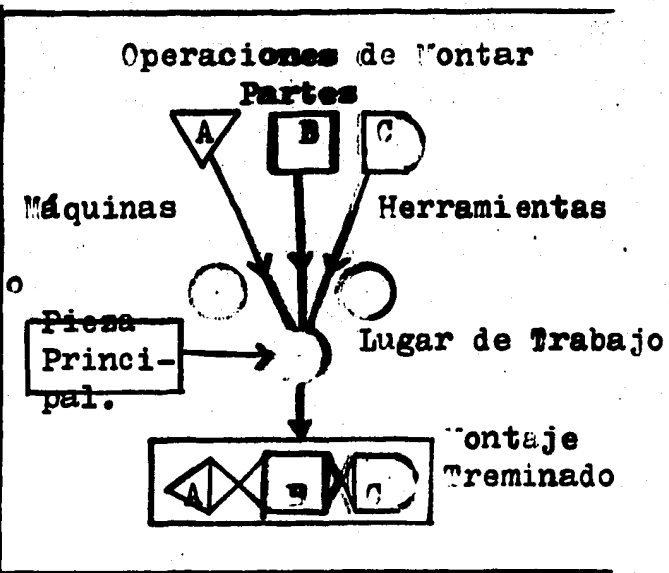 Operaciones de Montar
Partes
A B C
Máquinas
Herramientas
Pieza
Princi-
pal.
Lugar de Trabajo
Montaje
Treminado
A B C